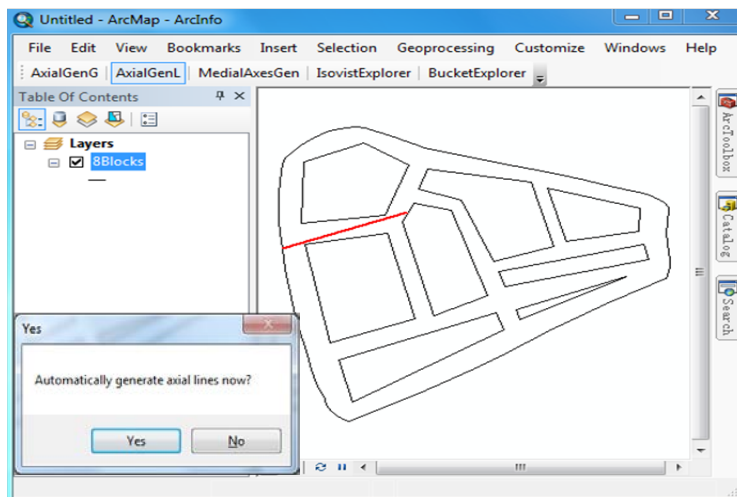 Untitled - ArcMap - ArcInfo
File Edit View Bookmarks Insert Selection Geoprocessing Customize Windows Help
AxialGenG AxialGenL MedialAxesGen IsovistExplorer BucketExplorer
Table Of Contents
Layers
8Blocks
ArcToolbox
Catalog
Search
Yes
Automatically generate axial lines now?
Yes No